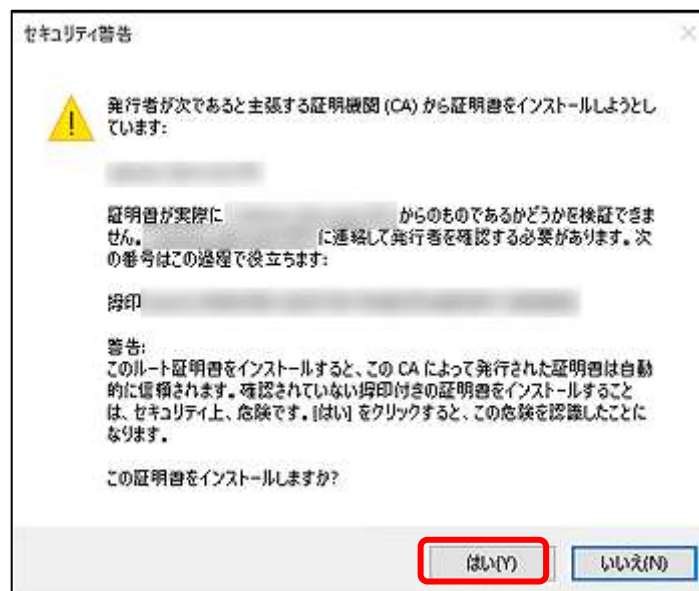 セキュリティ警告
発行者が次であると主張する証明機関 (CA) から証明書をインストールしようとし
ています:
証明書が実際に からのものであるかどうかを検証できま
せん。 に連絡して発行者を確認する必要があります。次
の番号はこの過程で役立ちます:
拇印
警告:
このルート証明書をインストールすると、この CA によって発行された証明書は自動
的に信頼されます。確認されていない拇印付きの証明書をインストールすること
は、セキュリティ上、危険です。[はい] をクリックすると、この危険を認識したことに
なります。
この証明書をインストールしますか?
はい(Y) いいえ(N)